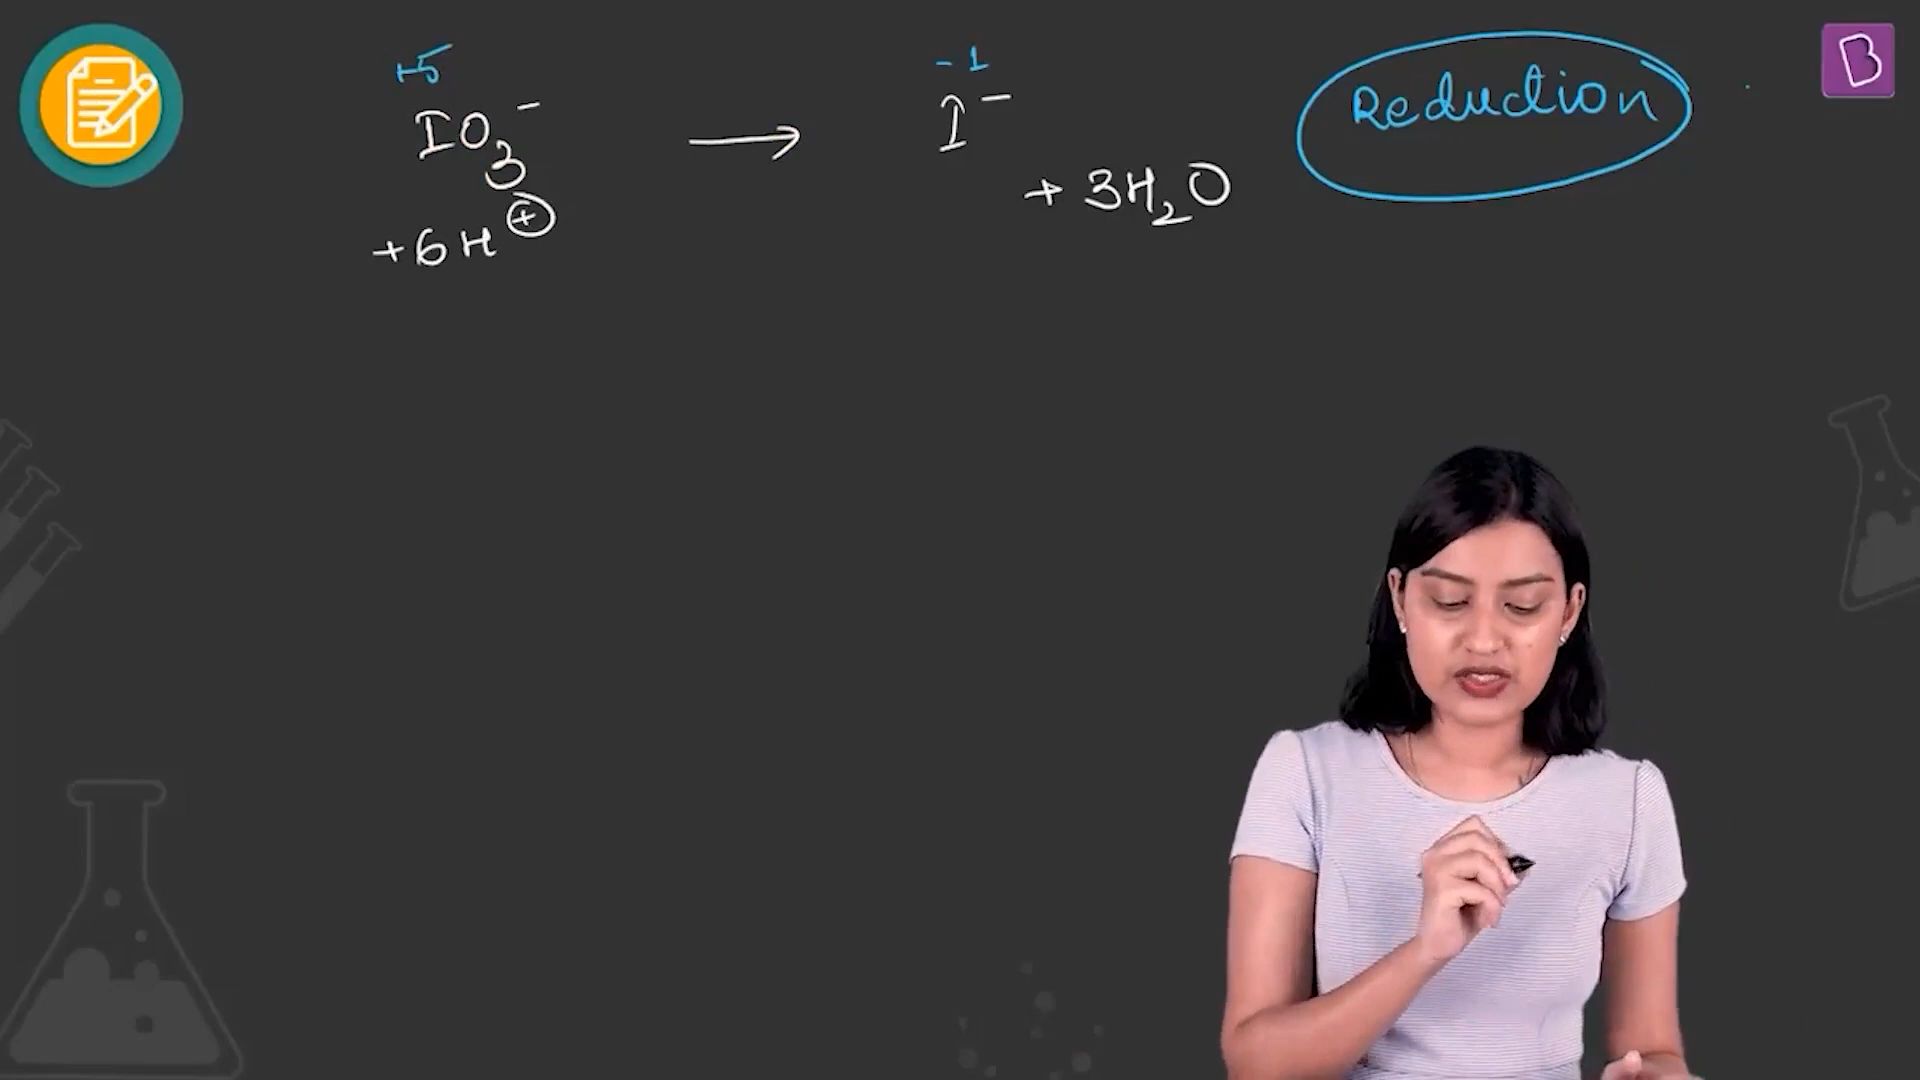 +5 -1
IO3⁻ → I⁻ Reduction
+ 3H2O
+6H⊕
B